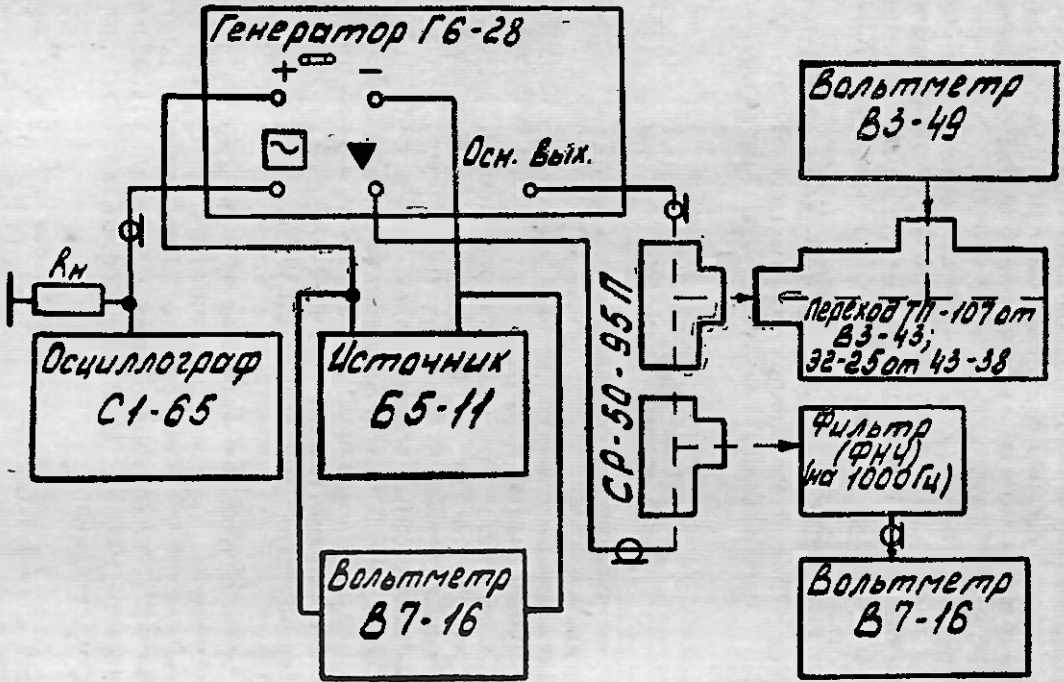 Генератор Г6-28
+ −
Осн. вых.
Rн
Осциллограф
С1-65
Источник
Б5-11
Вольтметр
В7-16
СР-50-95П
Вольтметр
В3-49
Переход ТП-107 от
В3-43;
Э2-25 от Ч3-38
Фильтр
(ФНЧ)
(на 1000 Гц)
Вольтметр
В7-16